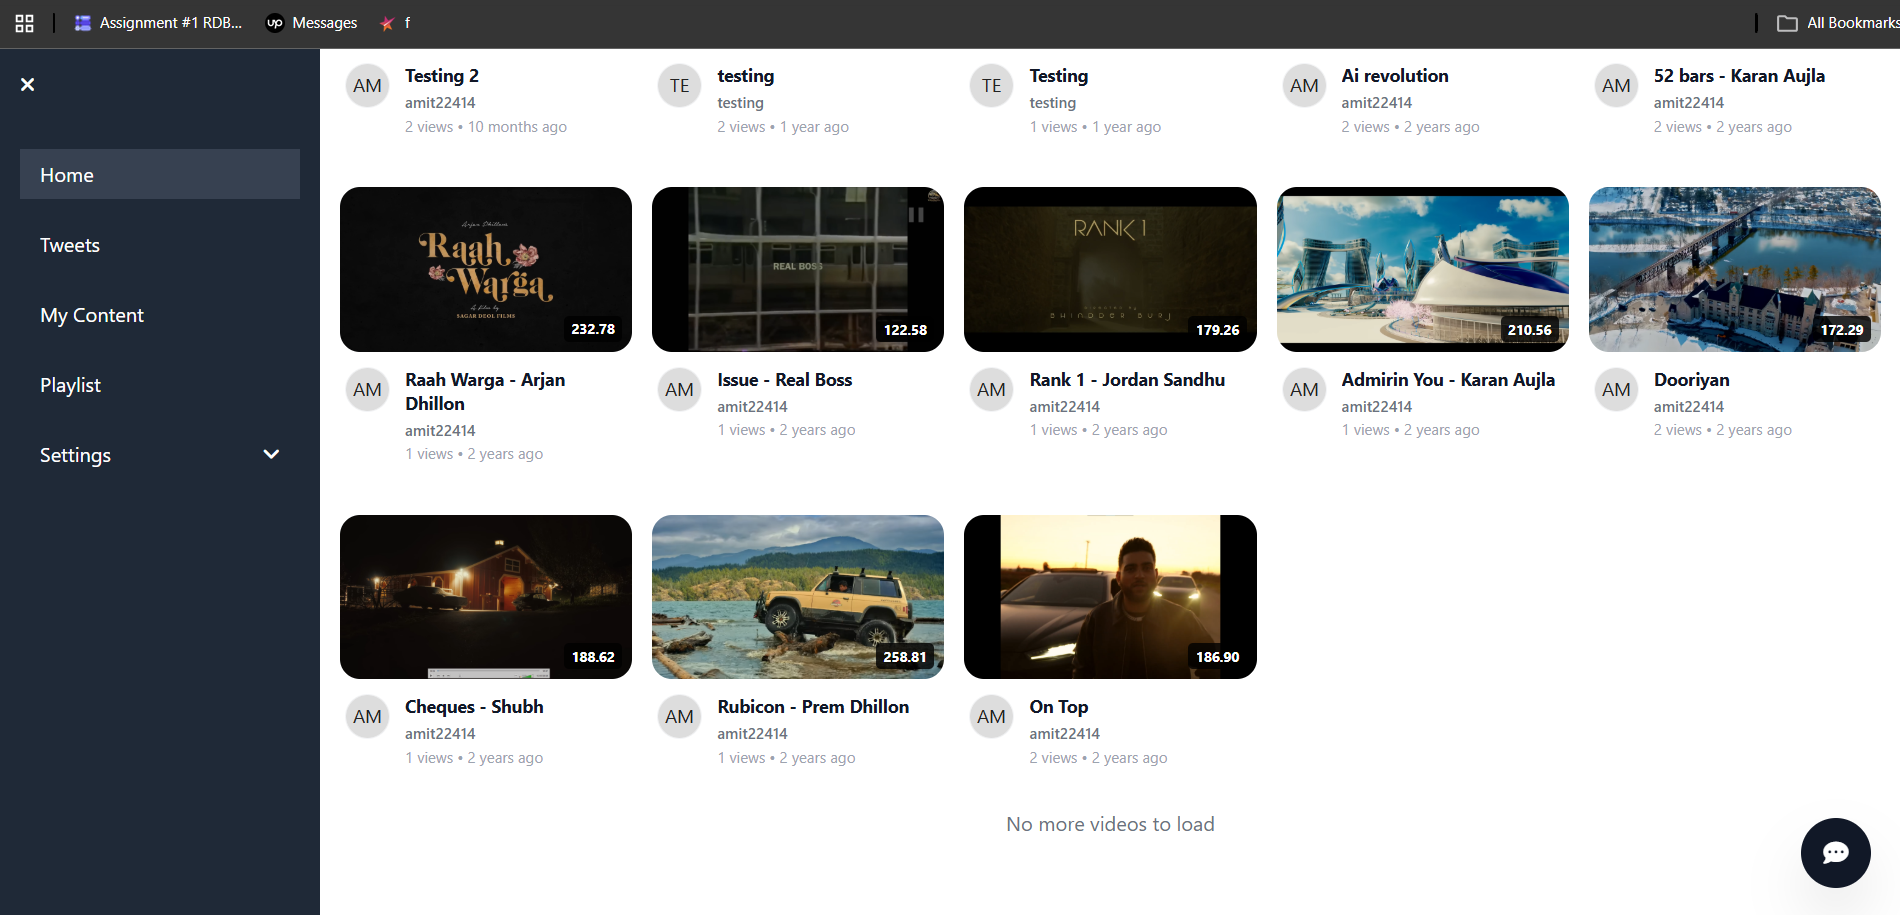 Assignment #1 RDB...
up Messages
f
All Bookmarks
Home
Tweets
My Content
Playlist
Settings
AM Testing 2
amit22414
2 views • 10 months ago
TE testing
testing
2 views • 1 year ago
TE Testing
testing
1 views • 1 year ago
AM Ai revolution
amit22414
2 views • 2 years ago
AM 52 bars - Karan Aujla
amit22414
2 views • 2 years ago
Arjan Dhillon's
Raah
Warga
A film by
SAGAR DEOL FILMS
232.78
AM Raah Warga - Arjan
Dhillon
amit22414
1 views • 2 years ago
REAL BOSS
122.58
AM Issue - Real Boss
amit22414
1 views • 2 years ago
RANK 1
179.26
AM Rank 1 - Jordan Sandhu
amit22414
1 views • 2 years ago
210.56
AM Admirin You - Karan Aujla
amit22414
1 views • 2 years ago
172.29
AM Dooriyan
amit22414
2 views • 2 years ago
188.62
AM Cheques - Shubh
amit22414
1 views • 2 years ago
258.81
AM Rubicon - Prem Dhillon
amit22414
1 views • 2 years ago
186.90
AM On Top
amit22414
2 views • 2 years ago
No more videos to load